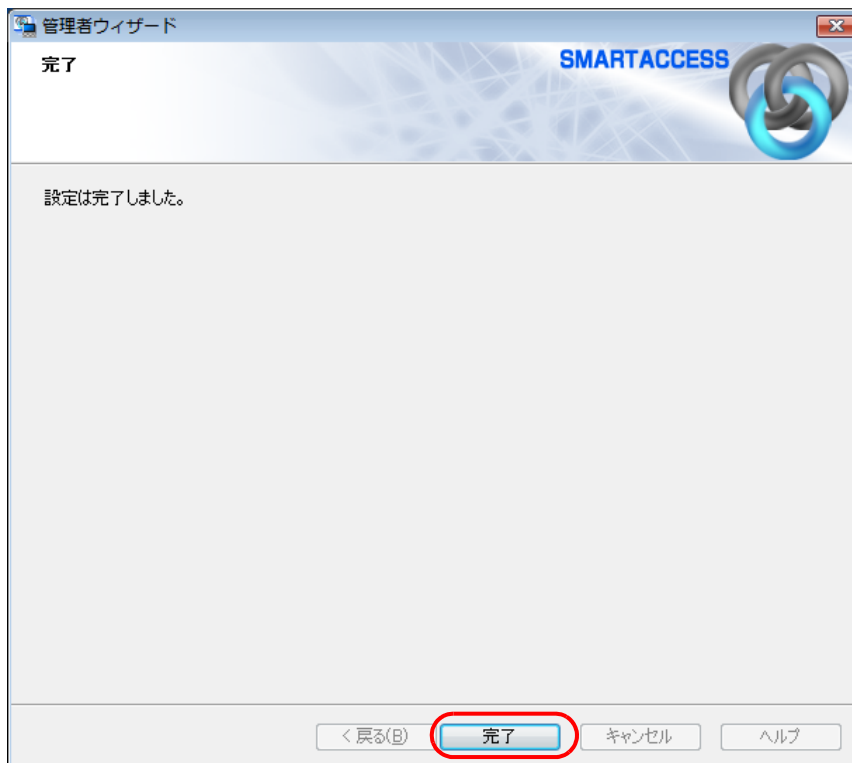 管理者ウィザード
完了
SMARTACCESS
設定は完了しました。
< 戻る(B)
完了
キャンセル
ヘルプ